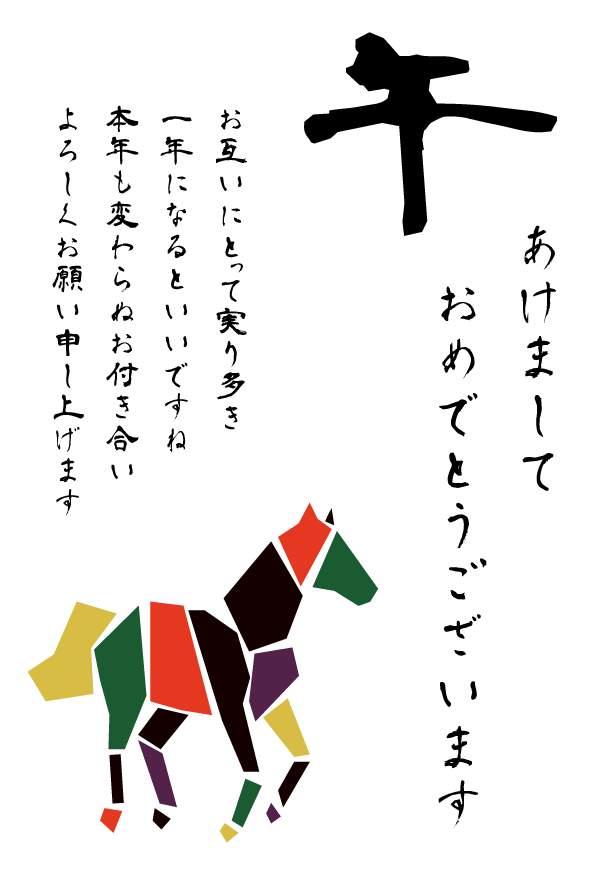 午
あけまして
おめでとうございます
お互いにとって実り多き
一年になるといいですね
本年も変わらぬお付き合い
よろしくお願い申し上げます